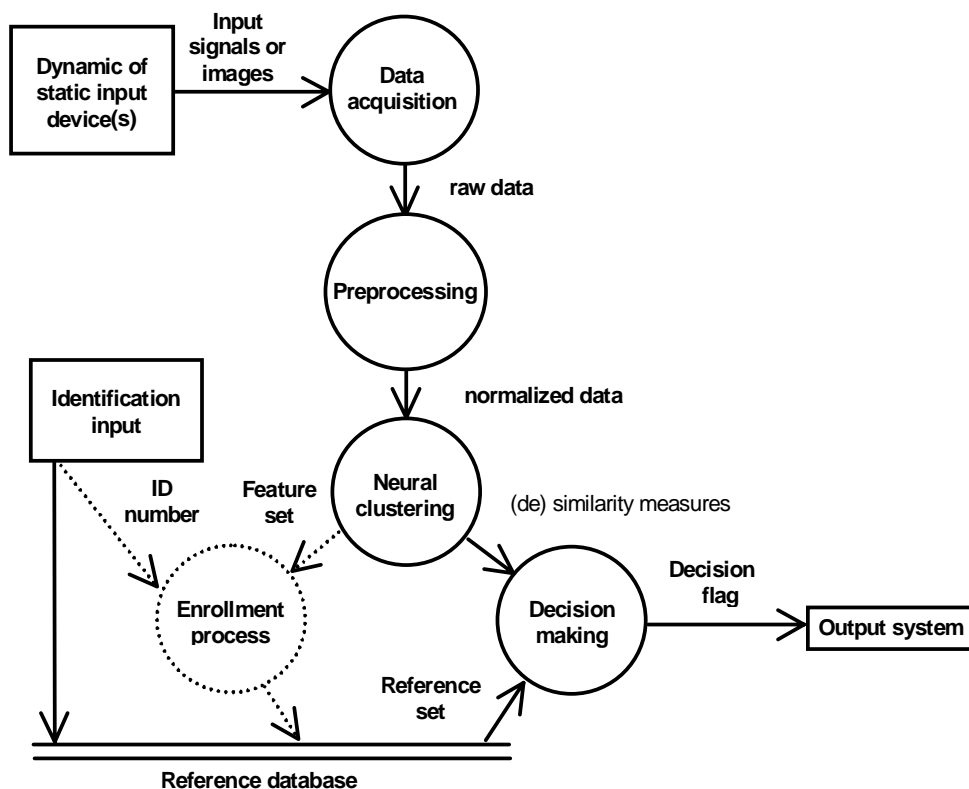 Input
signals or
images
Dynamic of
static input
device(s)
Data
acquisition
raw data
Preprocessing
normalized data
Identification
input
ID
number
Feature
set
Neural
clustering
(de) similarity measures
Enrollment
process
Decision
making
Decision
flag
Output system
Reference
set
Reference database